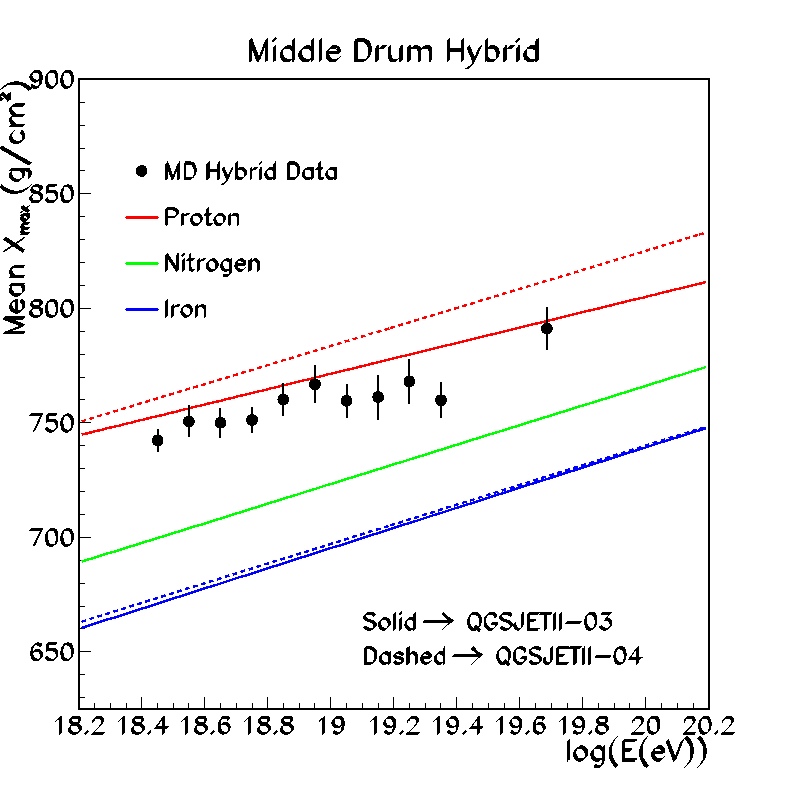 Middle Drum Hybrid
Mean Xmax (g/cm²)
900
850
800
750
700
650
MD Hybrid Data
Proton
Nitrogen
Iron
Solid → QGSJETII-03
Dashed → QGSJETII-04
18.2 18.4 18.6 18.8 19 19.2 19.4 19.6 19.8 20 20.2
log(E(eV))